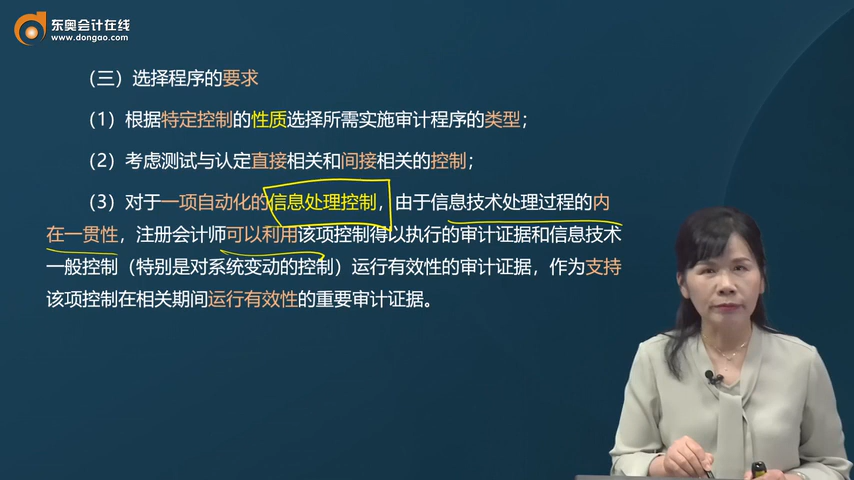 东奥会计在线
www.dongao.com
（三）选择程序的要求
（1）根据特定控制的性质选择所需实施审计程序的类型；
（2）考虑测试与认定直接相关和间接相关的控制；
（3）对于一项自动化的信息处理控制，由于信息技术处理过程的内
在一贯性，注册会计师可以利用该项控制得以执行的审计证据和信息技术
一般控制（特别是对系统变动的控制）运行有效性的审计证据，作为支持
该项控制在相关期间运行有效性的重要审计证据。